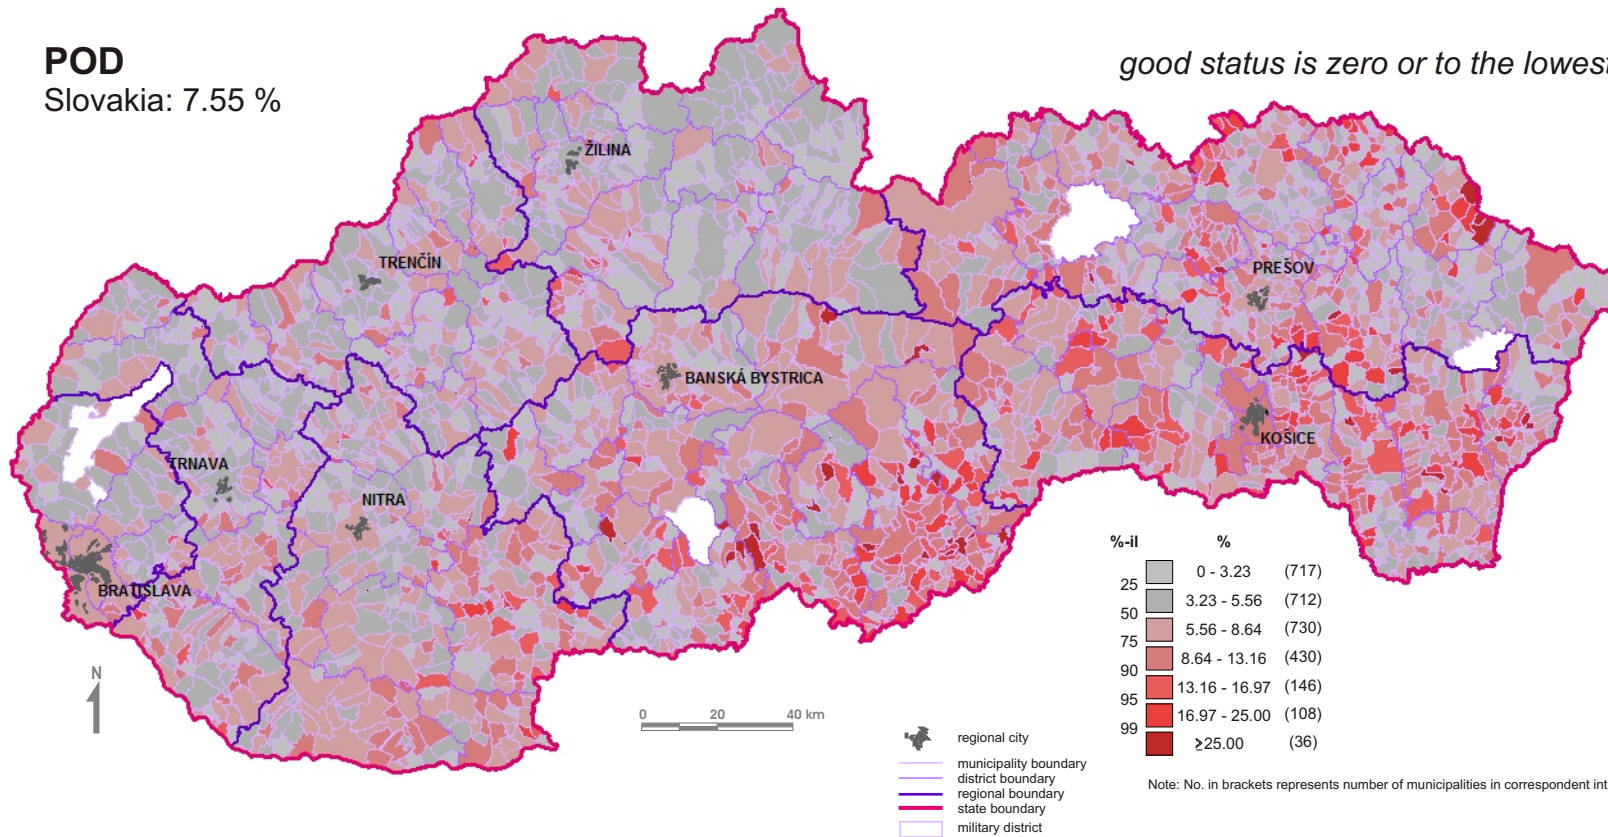 POD
Slovakia: 7.55 %
good status is zero or to the lowest
ŽILINA
TRENČÍN
PREŠOV
BANSKÁ BYSTRICA
KOŠICE
TRNAVA
NITRA
BRATISLAVA
N
0 20 40 km
regional city
municipality boundary
district boundary
regional boundary
state boundary
military district
%-il %
0 - 3.23 (717)
25
3.23 - 5.56 (712)
50
5.56 - 8.64 (730)
75
8.64 - 13.16 (430)
90
13.16 - 16.97 (146)
95
16.97 - 25.00 (108)
99
≥25.00 (36)
Note: No. in brackets represents number of municipalities in correspondent int